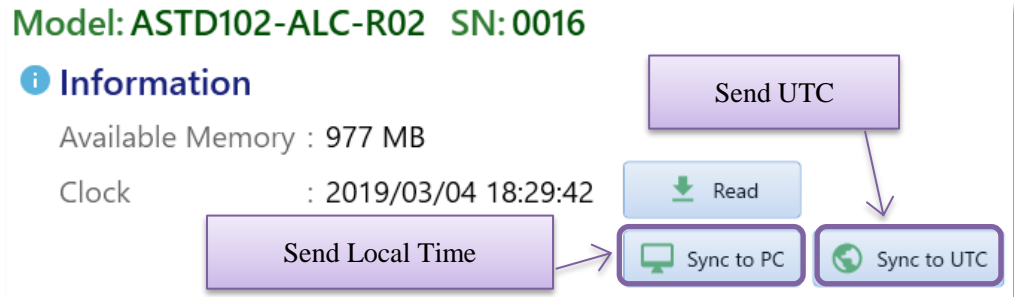 Model: ASTD102-ALC-R02 SN: 0016
Information
Send UTC
Available Memory : 977 MB
Clock : 2019/03/04 18:29:42
Read
Send Local Time
Sync to PC
Sync to UTC